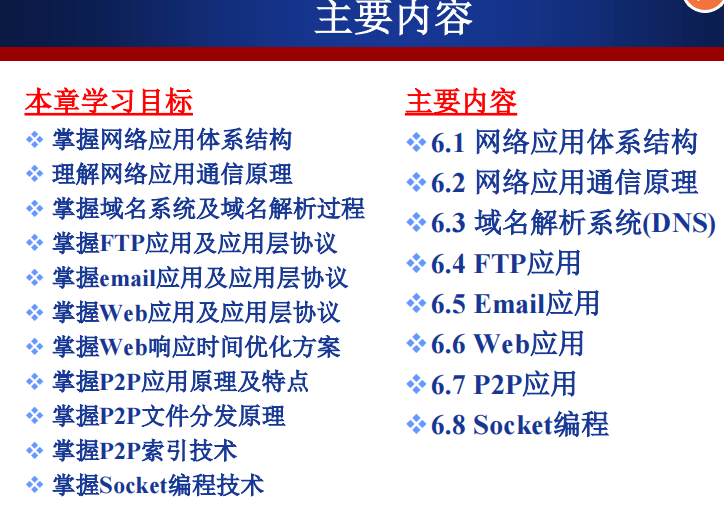 主要内容
本章学习目标
掌握网络应用体系结构
理解网络应用通信原理
掌握域名系统及域名解析过程
掌握FTP应用及应用层协议
掌握email应用及应用层协议
掌握Web应用及应用层协议
掌握Web响应时间优化方案
掌握P2P应用原理及特点
掌握P2P文件分发原理
掌握P2P索引技术
掌握Socket编程技术
主要内容
6.1 网络应用体系结构
6.2 网络应用通信原理
6.3 域名解析系统(DNS)
6.4 FTP应用
6.5 Email应用
6.6 Web应用
6.7 P2P应用
6.8 Socket编程